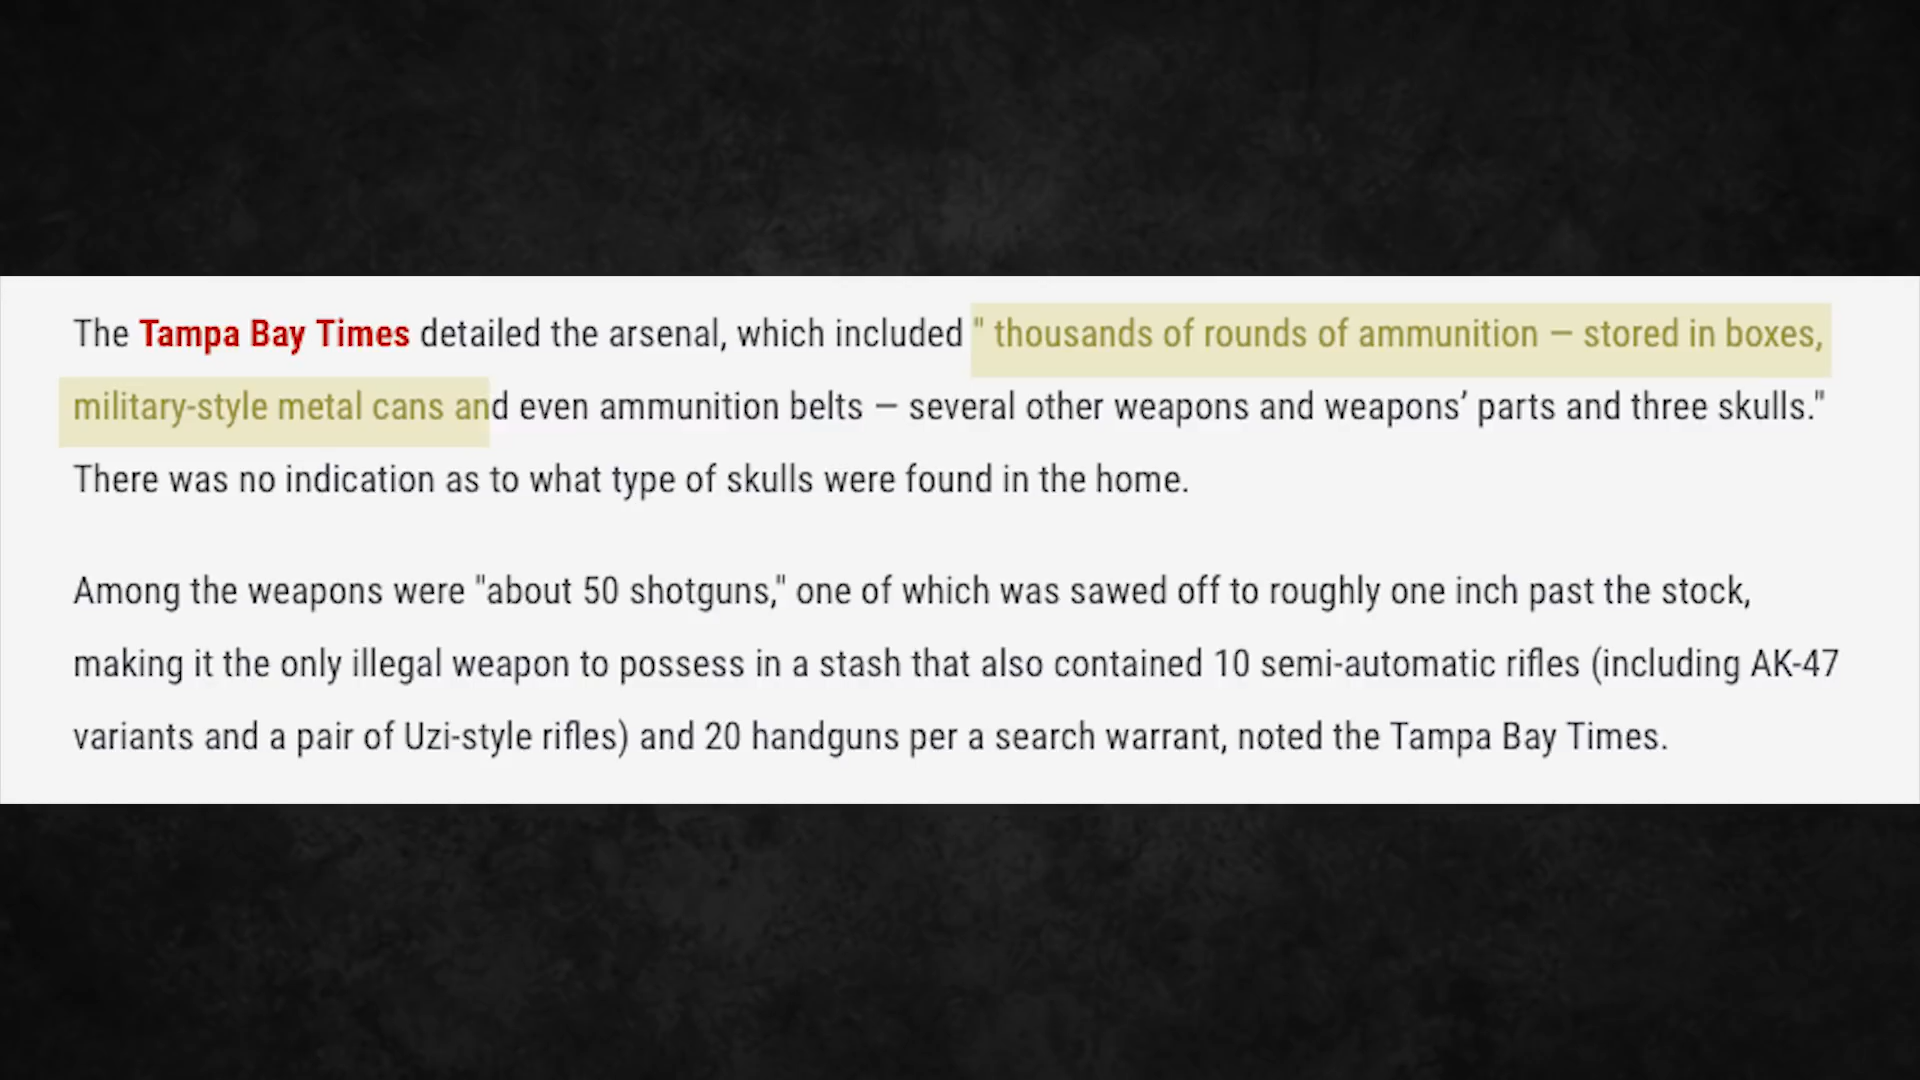 The Tampa Bay Times detailed the arsenal, which included " thousands of rounds of ammunition — stored in boxes,
military-style metal cans and even ammunition belts — several other weapons and weapons’ parts and three skulls."
There was no indication as to what type of skulls were found in the home.
Among the weapons were "about 50 shotguns," one of which was sawed off to roughly one inch past the stock,
making it the only illegal weapon to possess in a stash that also contained 10 semi-automatic rifles (including AK-47
variants and a pair of Uzi-style rifles) and 20 handguns per a search warrant, noted the Tampa Bay Times.